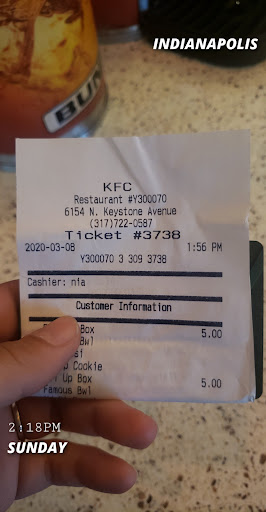 INDIANAPOLIS
BUN
KFC
Restaurant #Y300070
6154 N. Keystone Avenue
(317)722-0587
Ticket #3738
2020-03-08 1:56 PM
Y300070 3 309 3738
Cashier: nia
Customer Information
Box 5.00
Bwl
Cookie
Up Box 5.00
Famous Bwl
2:18PM
SUNDAY